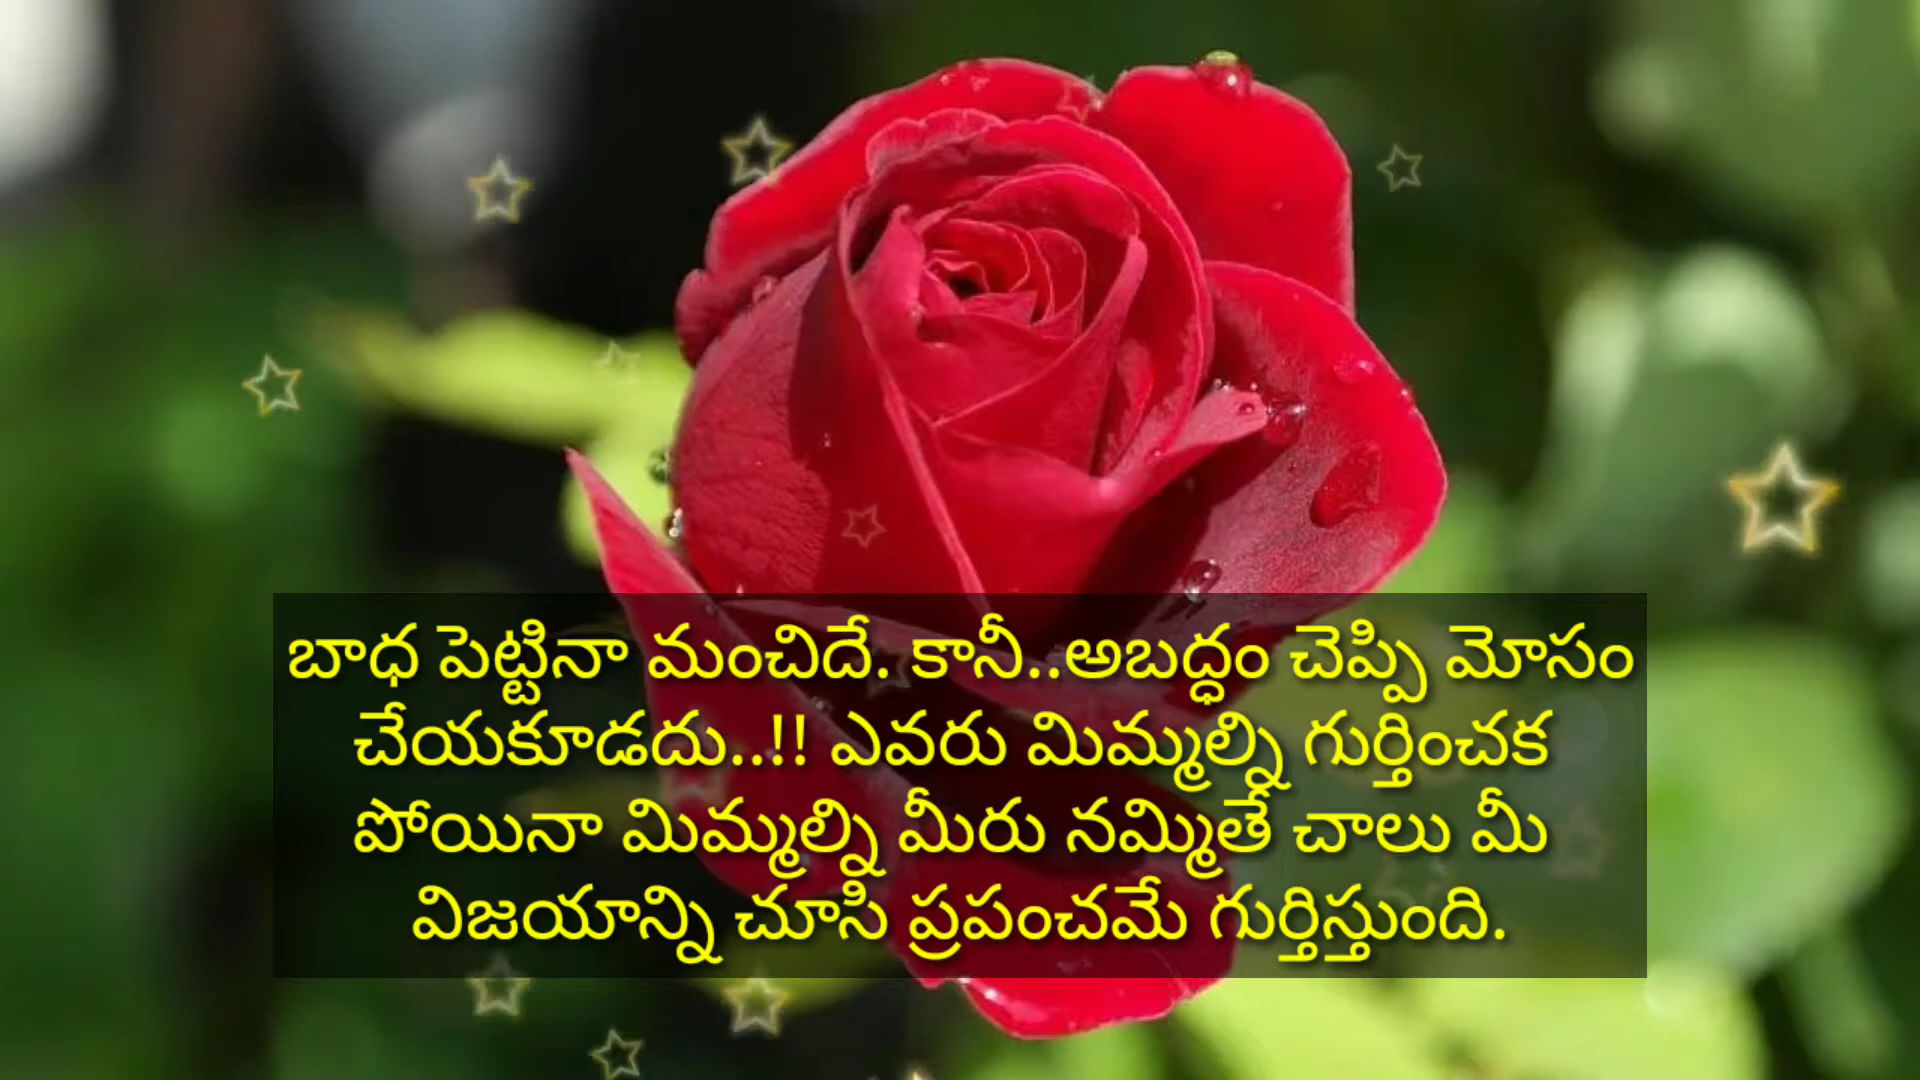 బాధ పెట్టినా మంచిదే. కానీ..అబద్ధం చెప్పి మోసం
చేయకూడదు..!! ఎవరు మిమ్మల్ని గుర్తించక
పోయినా మిమ్మల్ని మీరు నమ్మితే చాలు మీ
విజయాన్ని చూసి ప్రపంచమే గుర్తిస్తుంది.